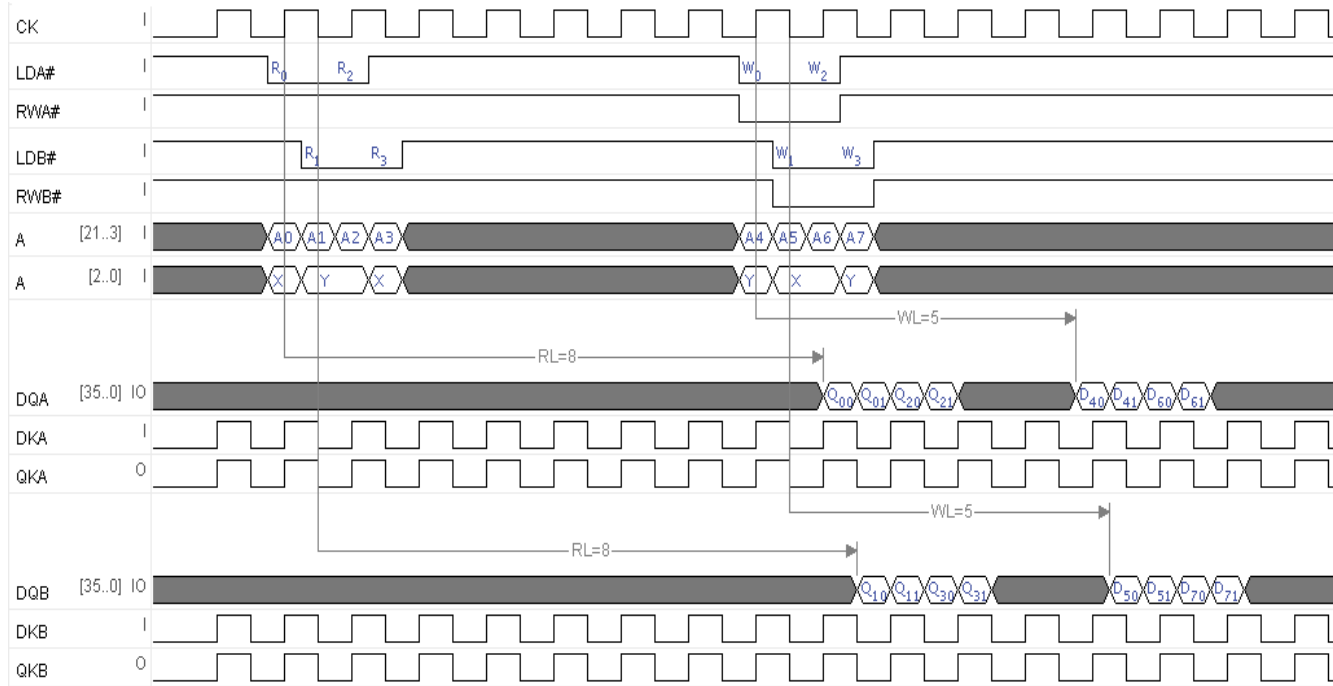 CK I
LDA# I R0 R2 W0 W2
RWA# I
LDB# I R1 R3 W1 W3
RWB# I
A [21..3] I A0 A1 A2 A3 A4 A5 A6 A7
A [2..0] I X Y X Y X Y
WL=5
RL=8
DQA [35..0] IO Q00 Q01 Q20 Q21 D40 D41 D60 D61
DKA I
QKA O
WL=5
RL=8
DQB [35..0] IO Q10 Q11 Q30 Q31 D50 D51 D70 D71
DKB I
QKB O